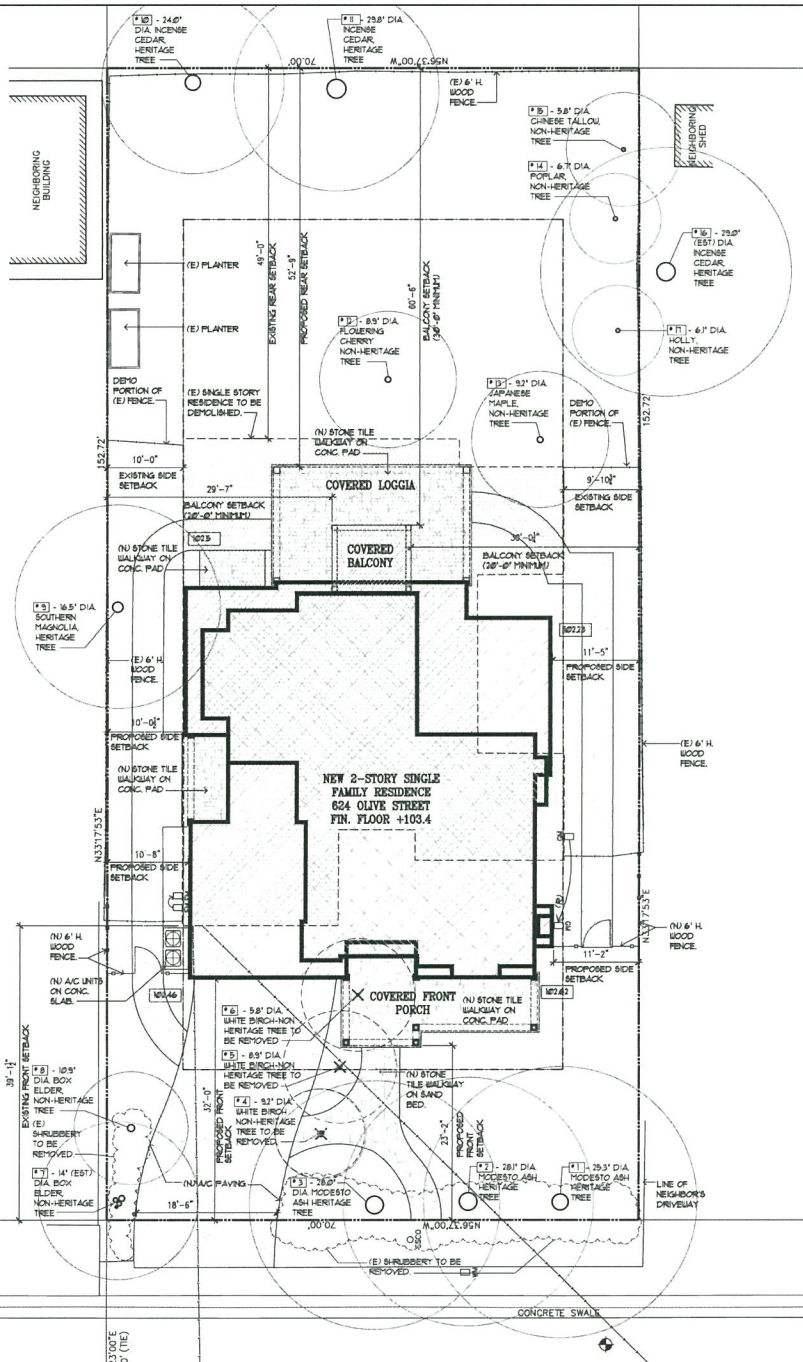 #10 - 24.0"
DIA. INCENSE
CEDAR,
HERITAGE
TREE
#11 - 29.8" DIA.
INCENSE
CEDAR,
HERITAGE
TREE
70.00'
N56°37'00"W
(E) 6' H.
WOOD
FENCE.
#15 - 5.8" DIA.
CHINESE TALLOW,
NON-HERITAGE
TREE
NEIGHBORING
SHED
NEIGHBORING
BUILDING
#14 - 6.7" DIA.
POPLAR,
NON-HERITAGE
TREE
#16 - 29.0"
(EST) DIA.
INCENSE
CEDAR,
HERITAGE
TREE
(E) PLANTER
49'-0"
EXISTING REAR SETBACK
52'-9"
PROPOSED REAR SETBACK
60'-6"
BALCONY SETBACK
(E) PLANTER
#12 - 8.9" DIA.
FLOWERING
CHERRY
NON-HERITAGE
TREE
#17 - 6.1" DIA.
HOLLY,
NON-HERITAGE
TREE
DEMO
PORTION OF
(E) FENCE.
(E) SINGLE STORY
RESIDENCE TO BE
DEMOLISHED.
#13 - 9.2" DIA.
JAPANESE
MAPLE,
NON-HERITAGE
TREE
DEMO
PORTION OF
(E) FENCE.
152.72'
152.72'
(N) STONE TILE
WALKWAY ON
CONC. PAD
10'-0"
EXISTING SIDE
SETBACK
COVERED LOGGIA
EXISTING SIDE
SETBACK
29'-7"
BALCONY SETBACK
(20'-0" MINIMUM)
BALCONY SETBACK
(20'-0" MINIMUM)
COVERED
BALCONY
(N) STONE TILE
WALKWAY ON
CONC. PAD
#9 - 16.5" DIA.
SOUTHERN
MAGNOLIA,
HERITAGE
TREE
102.23
11'-5"
PROPOSED SIDE
SETBACK
(E) 6' H.
WOOD
FENCE.
10'-0½"
PROPOSED SIDE
SETBACK
(E) 6' H.
WOOD
FENCE.
(N) STONE TILE
WALKWAY ON
CONC. PAD
NEW 2-STORY SINGLE
FAMILY RESIDENCE
624 OLIVE STREET
FIN. FLOOR +103.4
N33°17'53"E
10'-8"
PROPOSED SIDE
SETBACK
N33°17'53"E
(N) 6' H.
WOOD
FENCE.
(N) 6' H.
WOOD
FENCE.
11'-2"
PROPOSED SIDE
SETBACK
(N) A/C UNITS
ON CONC.
SLAB.
102.46
102.62
COVERED FRONT
PORCH
(N) STONE TILE
WALKWAY ON
CONC. PAD
#6 - 5.8" DIA.
WHITE BIRCH-NON
HERITAGE TREE TO
BE REMOVED
#5 - 8.9" DIA.
WHITE BIRCH-NON
HERITAGE TREE TO
BE REMOVED
#4 - 9.2" DIA.
WHITE BIRCH
NON-HERITAGE
TREE TO BE
REMOVED
(N) STONE
TILE WALKWAY
ON SAND
BED.
39'-1½"
EXISTING FRONT SETBACK
32'-0"
PROPOSED FRONT
SETBACK
23'-2"
PROPOSED
FRONT
SETBACK
#8 - 10.9"
DIA. BOX
ELDER,
NON-HERITAGE
TREE
(E)
SHRUBBERY
TO BE
REMOVED
#7 - 14" (EST)
DIA. BOX
ELDER,
NON-HERITAGE
TREE
(N) A/C PAVING
18'-6"
#3 - 28.0"
DIA. MODESTO
ASH HERITAGE
TREE
#2 - 28.1" DIA.
MODESTO ASH
HERITAGE
TREE
#1 - 25.3" DIA.
MODESTO ASH
HERITAGE
TREE
LINE OF
NEIGHBOR'S
DRIVEWAY
70.00'
N56°37'00"W
(E) SHRUBBERY TO BE
REMOVED
CONCRETE SWALE
(TIE)